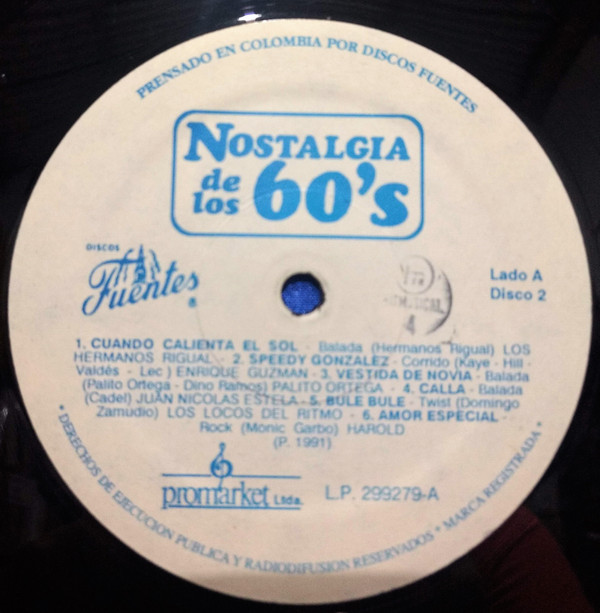 PRENSADO EN COLOMBIA POR DISCOS FUENTES
NOSTALGIA
de
los 60's
DISCOS
Fuentes
®
Lado A
Disco 2
4
1. CUANDO CALIENTA EL SOL - Balada (Hermanos Rigual) LOS
HERMANOS RIGUAL - 2. SPEEDY GONZALEZ - Corrido (Kaye - Hill -
Valdés - Lec ) ENRIQUE GUZMAN - 3. VESTIDA DE NOVIA - Balada
(Palito Ortega - Dino Ramos) PALITO ORTEGA - 4. CALLA - Balada
(Cadel) JUAN NICOLAS ESTELA - 5. BULE BULE - Twist (Domingo
Zamudio) LOS LOCOS DEL RITMO - 6. AMOR ESPECIAL -
Rock (Monic Garbo) HAROLD
(P. 1991)
promarket Ltda.
L.P. 299279-A
* DERECHOS DE EJECUCION PUBLICA Y RADIODIFUSION RESERVADOS * MARCA REGISTRADA *